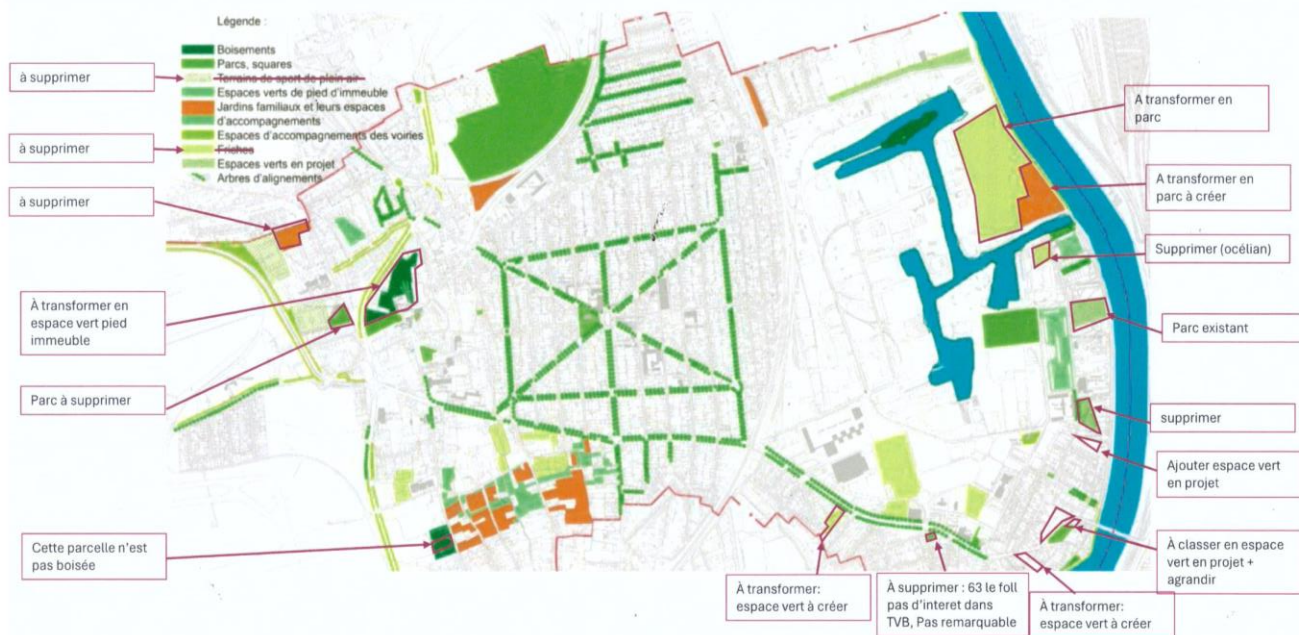 Légende :
Boisements
Parcs, squares
Terrains de sport de plein air
Espaces verts de pied d'immeuble
Jardins familiaux et leurs espaces
d'accompagnements
Espaces d'accompagnements des voiries
Friches
Espaces verts en projet
Arbres d'alignements
à supprimer
à supprimer
à supprimer
À transformer en
espace vert pied
immeuble
Parc à supprimer
Cette parcelle n'est
pas boisée
A transformer en
parc
A transformer en
parc à créer
Supprimer (océlian)
Parc existant
supprimer
Ajouter espace vert
en projet
À classer en espace
vert en projet +
agrandir
À transformer:
espace vert à créer
À supprimer : 63 le foll
pas d'interet dans
TVB, Pas remarquable
À transformer:
espace vert à créer